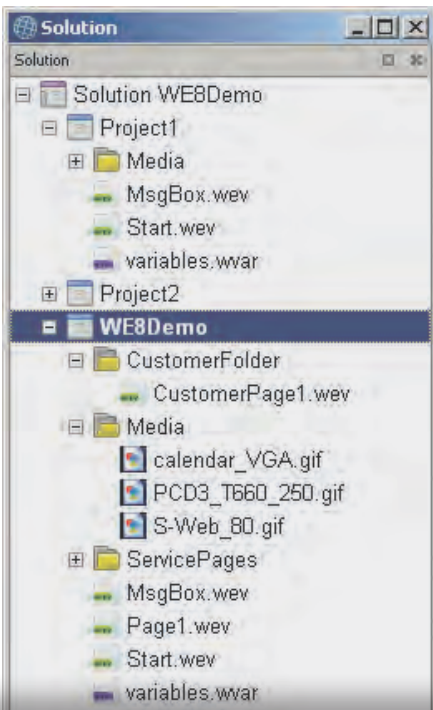 Solution
Solution
Solution WE8Demo
Project1
Media
MsgBox.wev
Start.wev
variables.wvar
Project2
WE8Demo
CustomerFolder
CustomerPage1.wev
Media
calendar_VGA.gif
PCD3_T660_250.gif
S-Web_80.gif
ServicePages
MsgBox.wev
Page1.wev
Start.wev
variables.wvar